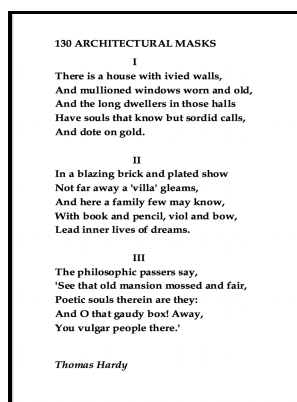 130 ARCHITECTURAL MASKS
I
There is a house with ivied walls,
And mullioned windows worn and old,
And the long dwellers in those halls
Have souls that know but sordid calls,
And dote on gold.
II
In a blazing brick and plated show
Not far away a 'villa' gleams,
And here a family few may know,
With book and pencil, viol and bow,
Lead inner lives of dreams.
III
The philosophic passers say,
'See that old mansion mossed and fair,
Poetic souls therein are they:
And O that gaudy box! Away,
You vulgar people there.'
Thomas Hardy